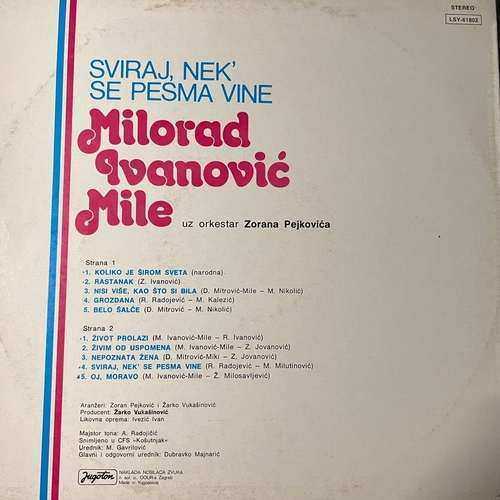 STEREO
LSY-61803
SVIRAJ, NEK'
SE PESMA VINE
Milorad
Ivanović
Mile
uz orkestar Zorana Pejkovića
Strana 1
1. KOLIKO JE ŠIROM SVETA (narodna)
2. RASTANAK (Z. Ivanović)
3. NISI VIŠE, KAO ŠTO SI BILA (D. Mitrović-Mile – M. Nikolić)
4. GROZDANA (R. Radojević – M. Kalezić)
5. BELO ŠALČE (D. Mitrović – M. Nikolić)
Strana 2
1. ŽIVOT PROLAZI (M. Ivanović-Mile – R. Ivanović)
2. ŽIVIM OD USPOMENA (M. Ivanović-Mile – Z. Jovanović)
3. NEPOZNATA ŽENA (D. Mitrović-Miki – Z. Jovanović)
4. SVIRAJ, NEK' SE PESMA VINE (R. Radojević – M. Milutinović)
5. OJ, MORAVO (M. Ivanović-Mile – Ž. Milosavljević)
Aranžeri: Zoran Pejković i Žarko Vukašinović
Producent: Žarko Vukašinović
Likovna oprema: Ivezić Ivan
Majstor tona: A. Radojičić
Snimljeno u CFS »Košutnjak«
Urednik: M. Gavrilović
Glavni i odgovorni urednik: Dubravko Majnarić
Jugoton
NAKLADA NOSILACA ZVUKA
n. sol. o. OOUR-a Zagreb
Made in Yugoslavia